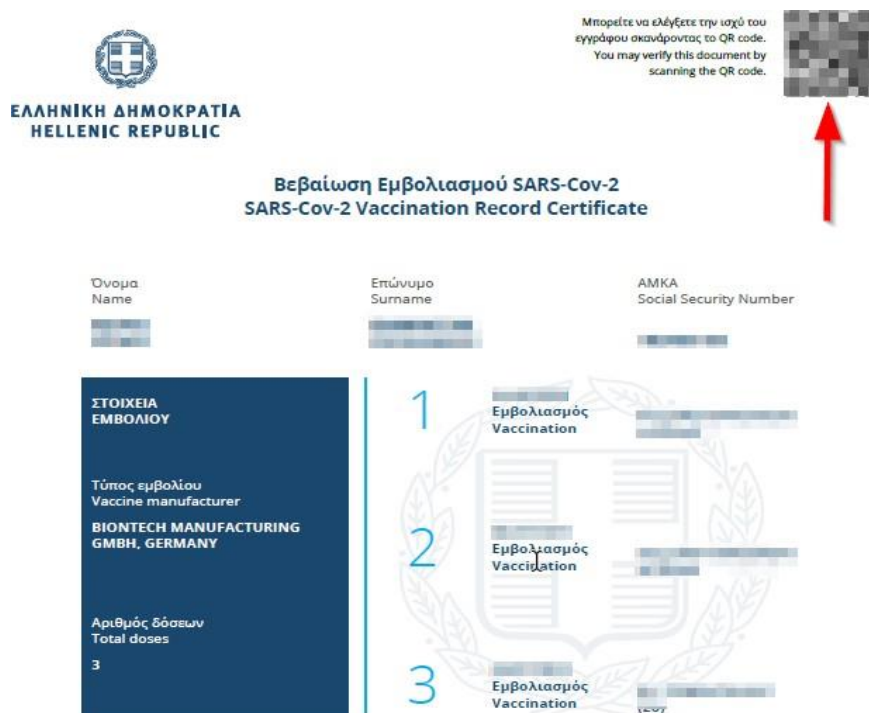 Μπορείτε να ελέγξετε την ισχύ του
εγγράφου σκανάροντας το QR code.
You may verify this document by
scanning the QR code.
ΕΛΛΗΝΙΚΗ ΔΗΜΟΚΡΑΤΙΑ
HELLENIC REPUBLIC
Βεβαίωση Εμβολιασμού SARS-Cov-2
SARS-Cov-2 Vaccination Record Certificate
Όνομα
Name
Επώνυμο
Surname
ΑΜΚΑ
Social Security Number
ΣΤΟΙΧΕΙΑ
ΕΜΒΟΛΙΟΥ
Τύπος εμβολίου
Vaccine manufacturer
BIONTECH MANUFACTURING
GMBH, GERMANY
Αριθμός δόσεων
Total doses
3
1
Εμβολιασμός
Vaccination
2
Εμβολιασμός
Vaccination
3
Εμβολιασμός
Vaccination